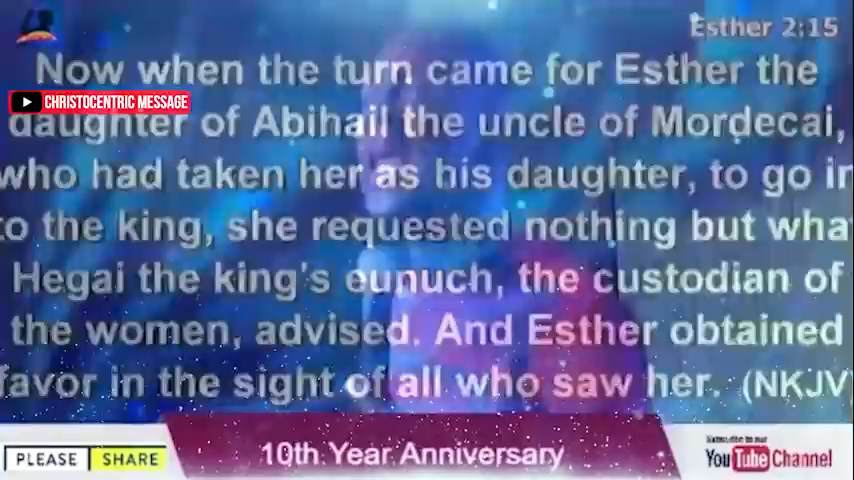 Esther 2:15
Now when the turn came for Esther the
CHRISTOCENTRIC MESSAGE
daughter of Abihail the uncle of Mordecai,
who had taken her as his daughter, to go in
to the king, she requested nothing but what
Hegai the king's eunuch, the custodian of
the women, advised. And Esther obtained
favor in the sight of all who saw her. (NKJV)
10th Year Anniversary
PLEASE SHARE
Subscribe to our
YouTube Channel